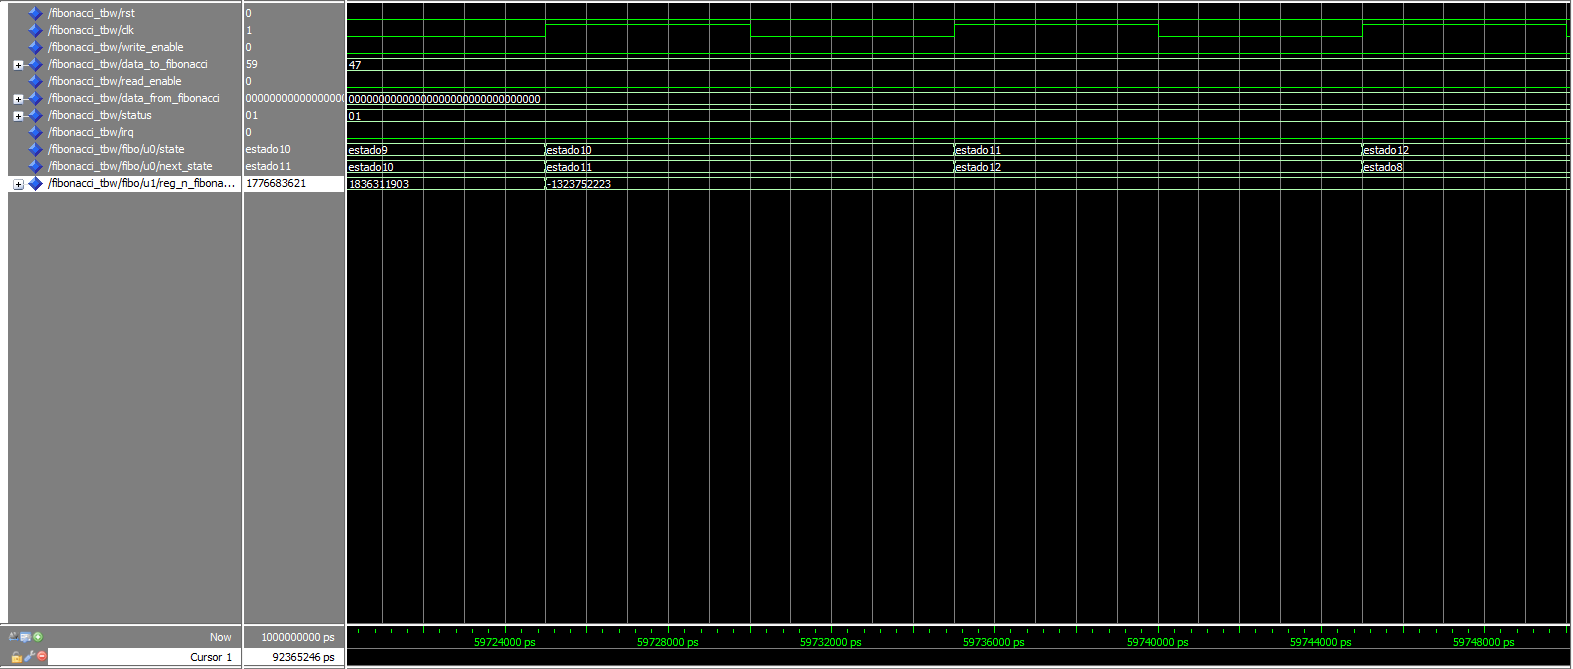 /fibonacci_tbw/rst 0
/fibonacci_tbw/clk 1
/fibonacci_tbw/write_enable 0
/fibonacci_tbw/data_to_fibonacci 59 47
/fibonacci_tbw/read_enable 0
/fibonacci_tbw/data_from_fibonacci 00000000000000000 00000000000000000000000000000000
/fibonacci_tbw/status 01 01
/fibonacci_tbw/irq 0
/fibonacci_tbw/fibo/u0/state estado10 estado9 estado10 estado11 estado12
/fibonacci_tbw/fibo/u0/next_state estado11 estado10 estado11 estado12 estado8
/fibonacci_tbw/fibo/u1/reg_n_fibona... 1776683621 1836311903 -1323752223
Now 1000000000 ps 59724000 ps 59728000 ps 59732000 ps 59736000 ps 59740000 ps 59744000 ps 59748000 ps
Cursor 1 92365246 ps